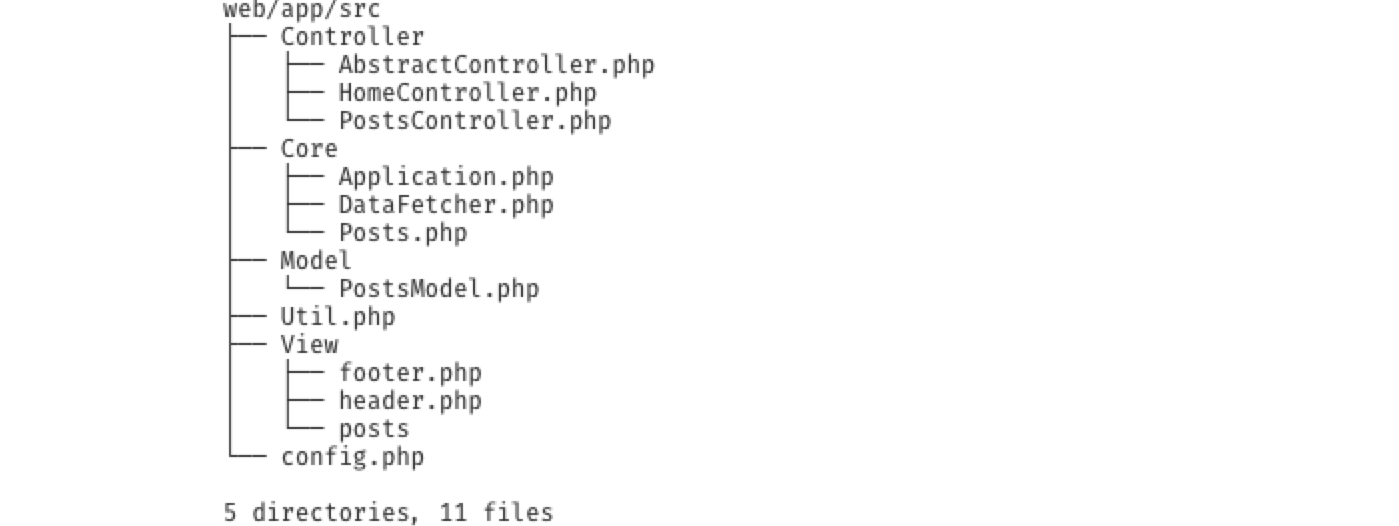 web/app/src
├── Controller
│   ├── AbstractController.php
│   ├── HomeController.php
│   └── PostsController.php
├── Core
│   ├── Application.php
│   ├── DataFetcher.php
│   └── Posts.php
├── Model
│   └── PostsModel.php
├── Util.php
├── View
│   ├── footer.php
│   ├── header.php
│   └── posts
└── config.php
5 directories, 11 files